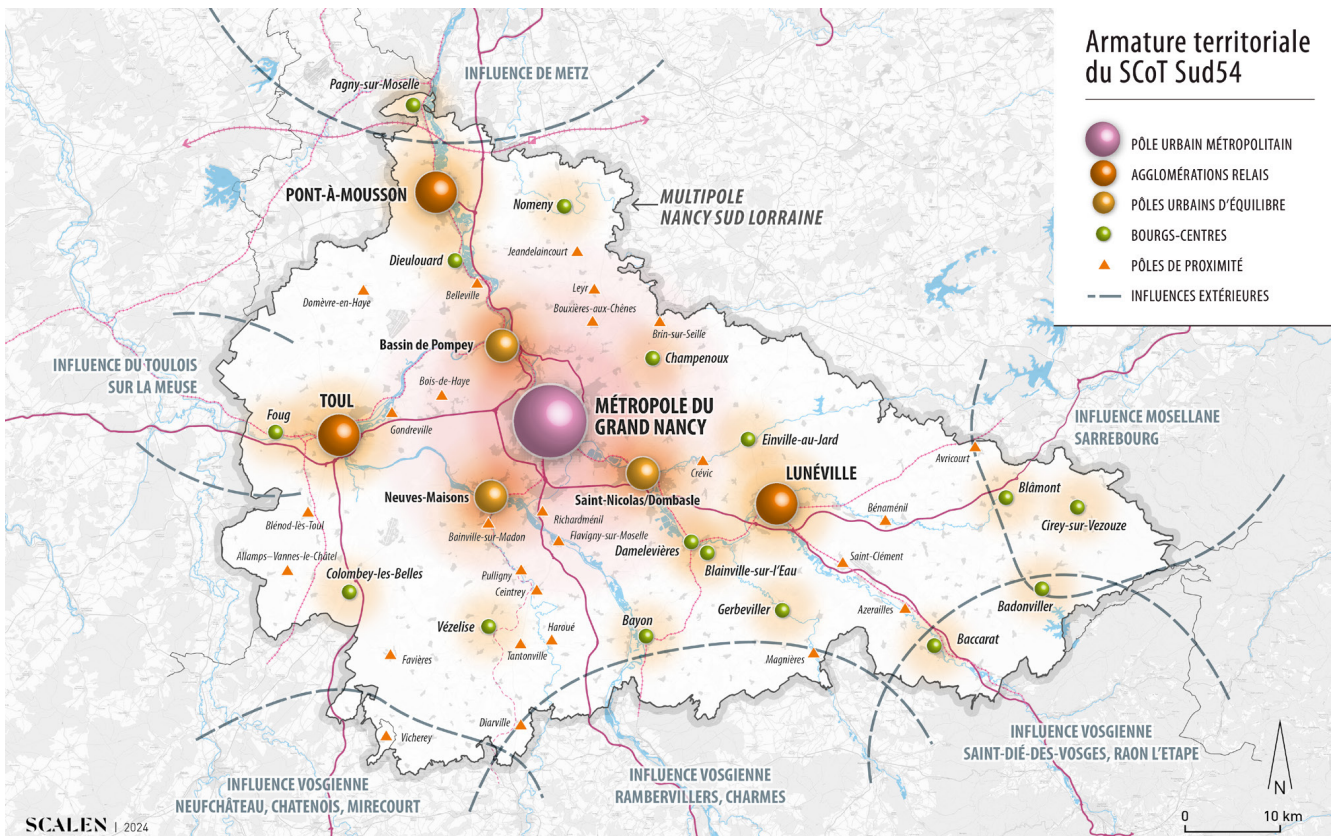 Armature territoriale
du SCoT Sud54
PÔLE URBAIN MÉTROPOLITAIN
AGGLOMÉRATIONS RELAIS
PÔLES URBAINS D'ÉQUILIBRE
BOURGS-CENTRES
PÔLES DE PROXIMITÉ
INFLUENCES EXTÉRIEURES
INFLUENCE DE METZ
Pagny-sur-Moselle
PONT-À-MOUSSON
Nomeny
MULTIPOLE
NANCY SUD LORRAINE
Jeandelaincourt
Dieulouard
Belleville
Domèvre-en-Haye
Leyr
Bouxières-aux-Chênes
Brin-sur-Seille
Bassin de Pompey
Champenoux
INFLUENCE DU TOULOIS
SUR LA MEUSE
Bois-de-Haye
TOUL
Foug
Gondreville
MÉTROPOLE DU
GRAND NANCY
Einville-au-Jard
INFLUENCE MOSELLANE
SARREBOURG
Avricourt
Crévic
LUNÉVILLE
Neuves-Maisons
Saint-Nicolas/Dombasle
Blâmont
Cirey-sur-Vezouze
Bénaménil
Blénod-lès-Toul
Richardménil
Bainville-sur-Madon
Flavigny-sur-Moselle
Damelevières
Blainville-sur-l'Eau
Saint-Clément
Allamps–Vannes-le-Châtel
Colombey-les-Belles
Pulligny
Ceintrey
Gerbeviller
Azerailles
Badonviller
Vézelise
Haroué
Bayon
Baccarat
Tantonville
Favières
Magnières
Diarville
Vicherey
INFLUENCE VOSGIENNE
SAINT-DIÉ-DES-VOSGES, RAON L'ETAPE
INFLUENCE VOSGIENNE
NEUFCHÂTEAU, CHATENOIS, MIRECOURT
INFLUENCE VOSGIENNE
RAMBERVILLERS, CHARMES
N
0 10 km
SCALEN | 2024